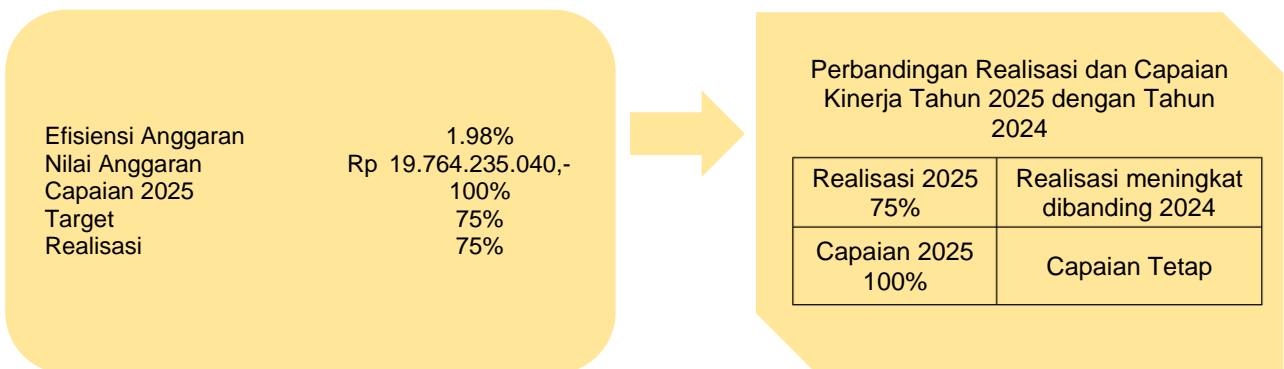 Efisiensi Anggaran 1.98%
Nilai Anggaran Rp 19.764.235.040,-
Capaian 2025 100%
Target 75%
Realisasi 75%
Perbandingan Realisasi dan Capaian
Kinerja Tahun 2025 dengan Tahun
2024
Realisasi 2025 Realisasi meningkat
75% dibanding 2024
Capaian 2025
100%
Capaian Tetap